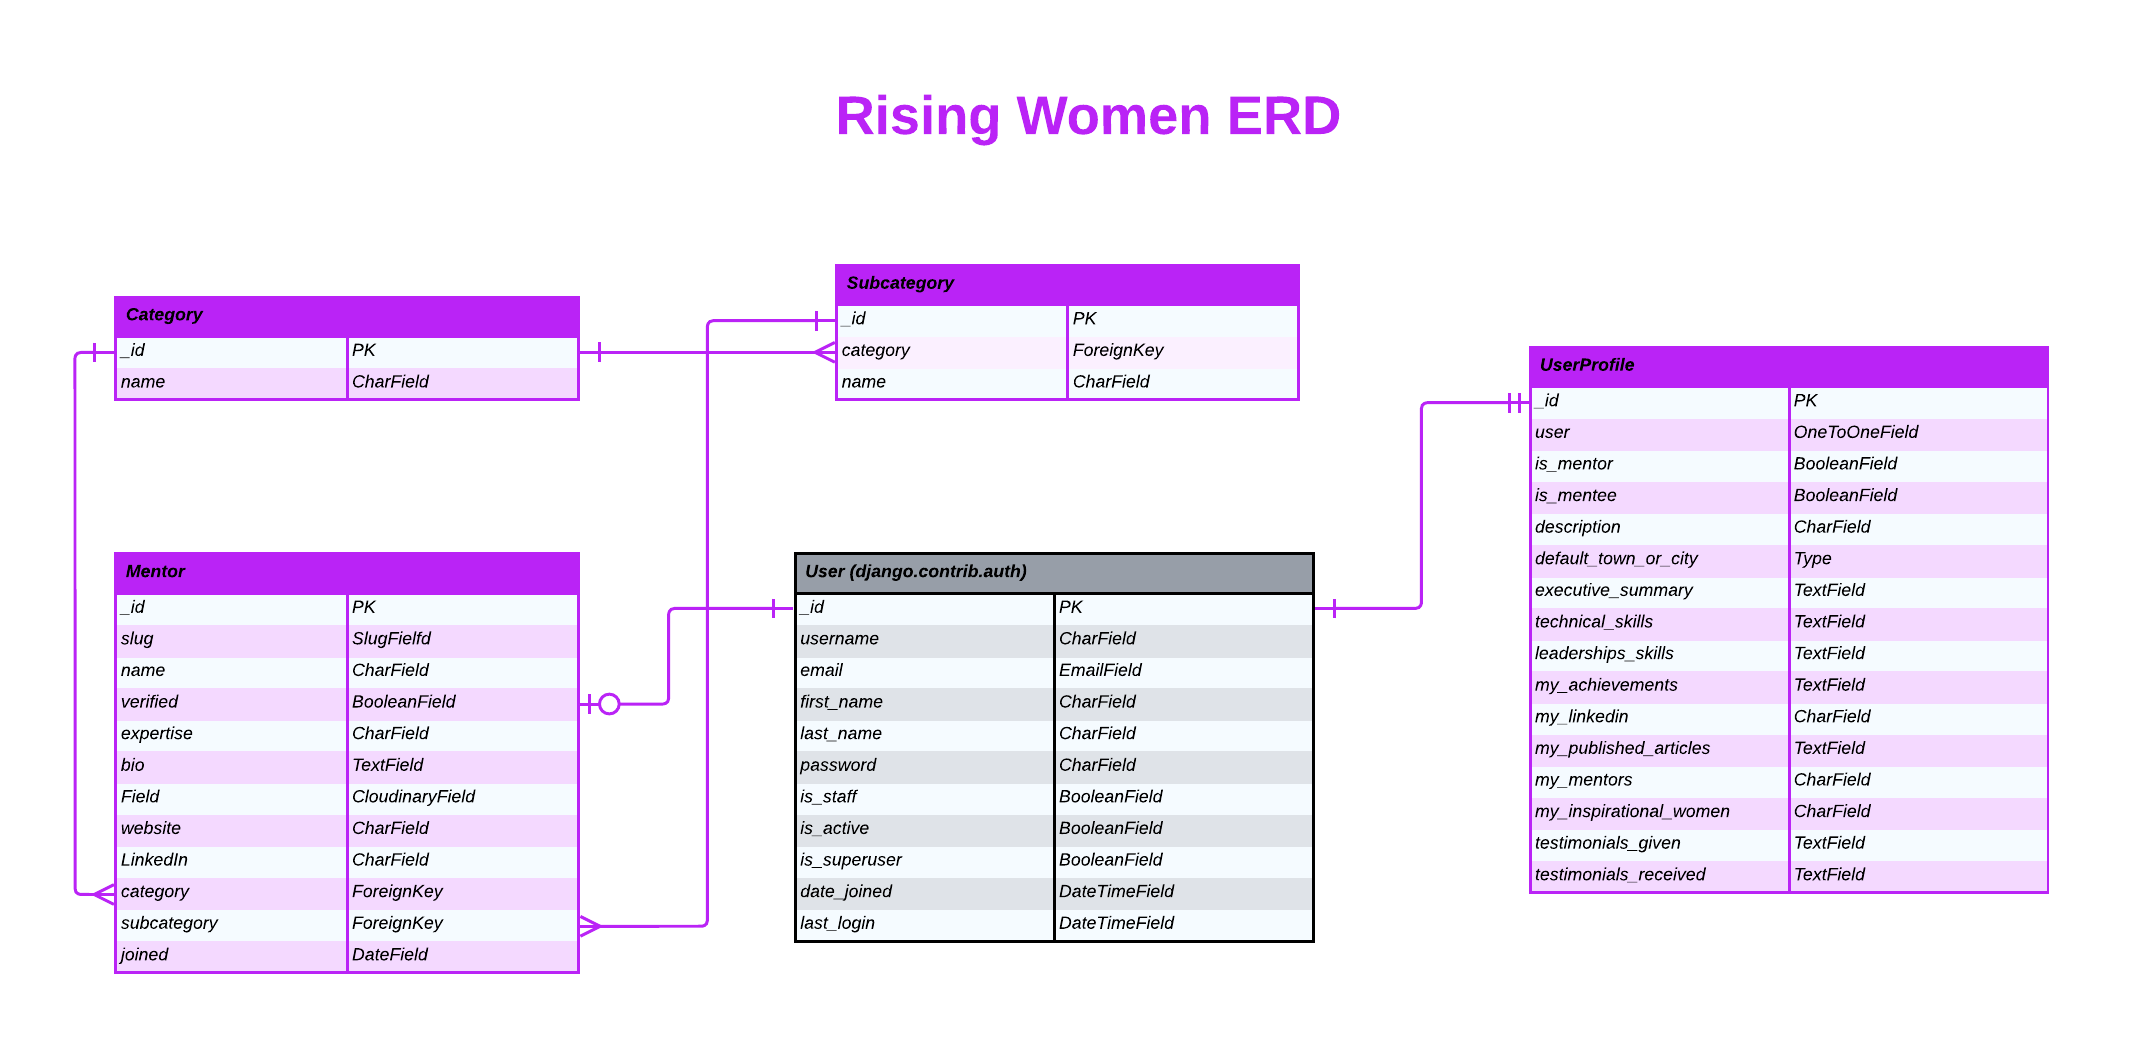 Rising Women ERD
Category
_id PK
name CharField
Subcategory
_id PK
category ForeignKey
name CharField
UserProfile
_id PK
user OneToOneField
is_mentor BooleanField
is_mentee BooleanField
description CharField
default_town_or_city Type
executive_summary TextField
technical_skills TextField
leaderships_skills TextField
my_achievements TextField
my_linkedin CharField
my_published_articles TextField
my_mentors CharField
my_inspirational_women CharField
testimonials_given TextField
testimonials_received TextField
Mentor
_id PK
slug SlugFielfd
name CharField
verified BooleanField
expertise CharField
bio TextField
Field CloudinaryField
website CharField
LinkedIn CharField
category ForeignKey
subcategory ForeignKey
joined DateField
User (django.contrib.auth)
_id PK
username CharField
email EmailField
first_name CharField
last_name CharField
password CharField
is_staff BooleanField
is_active BooleanField
is_superuser BooleanField
date_joined DateTimeField
last_login DateTimeField